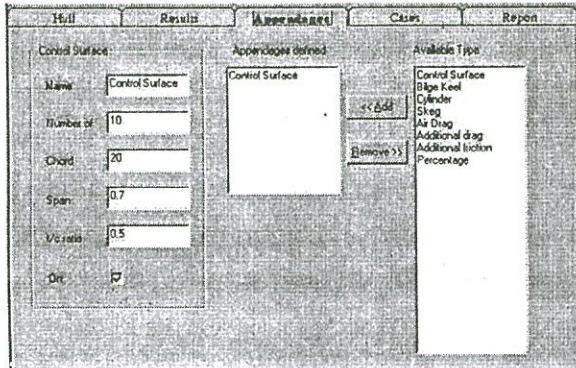 Hull Results Appendages Cases Report
Control Surface
Name Control Surface
Number of 10
Chord 20
Span 0.7
t/c ratio 0.5
On
Appendages defined
Control Surface
<< Add
Remove >>
Available Type
Control Surface
Bilge Keel
Cylinder
Skeg
Air Drag
Additional drag
Additional friction
Percentage